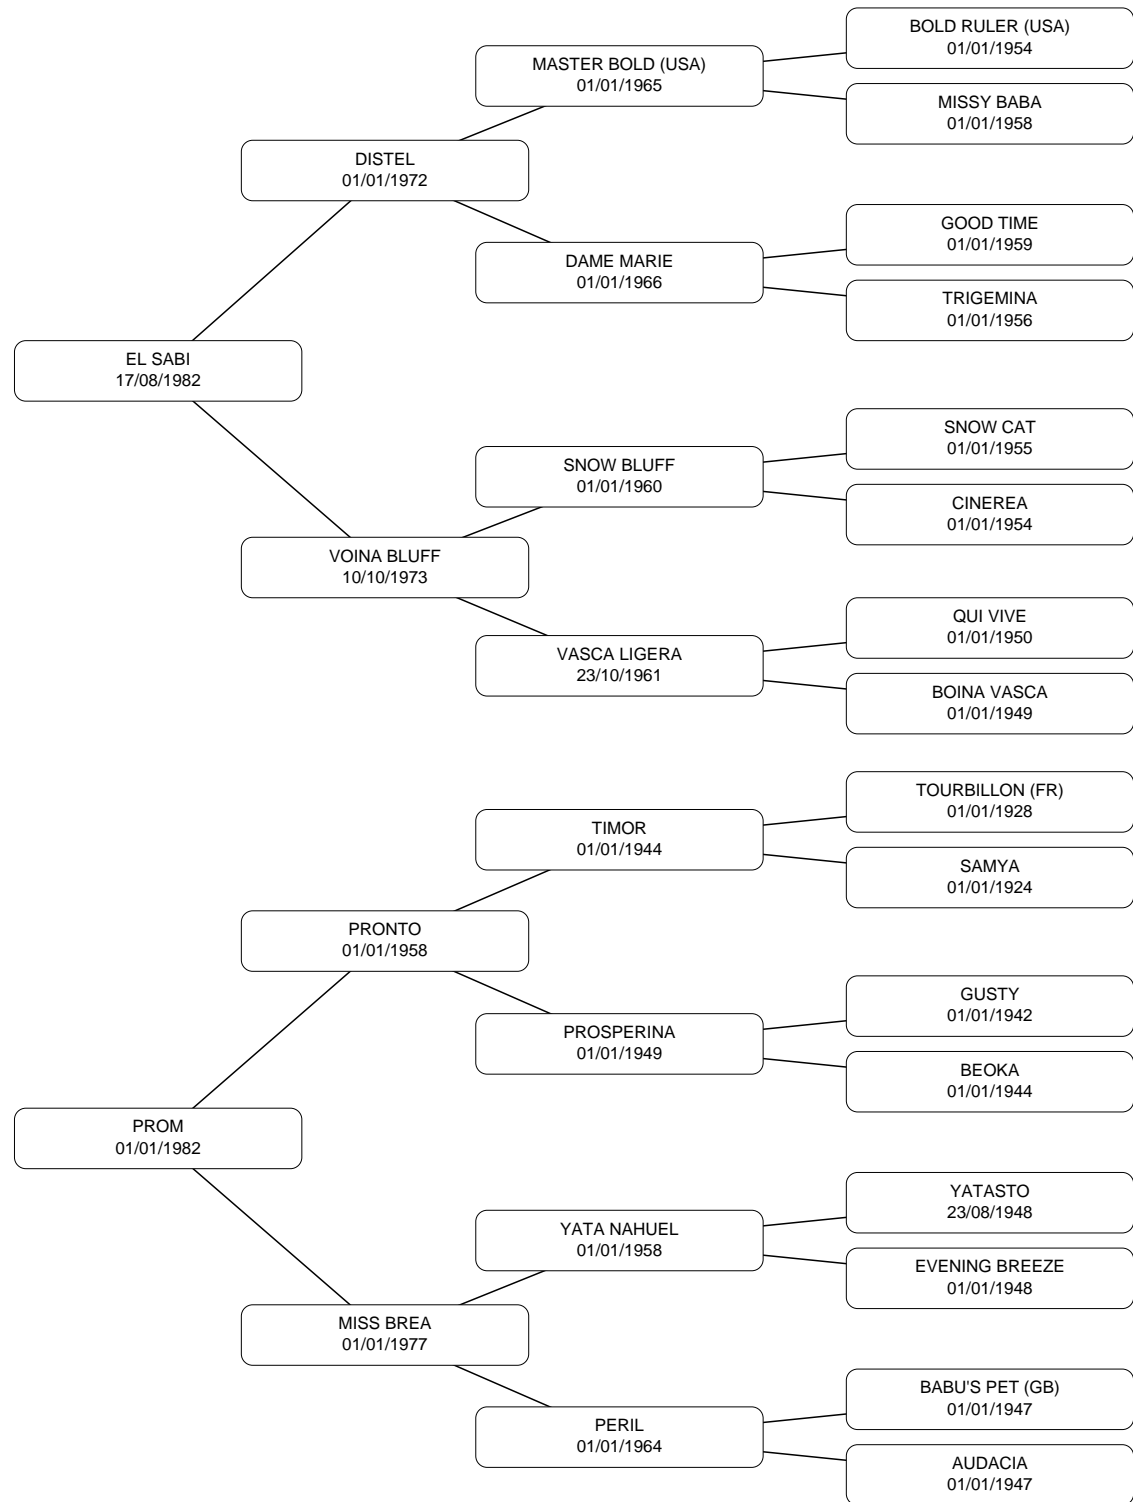 BOLD RULER (USA)
01/01/1954
MASTER BOLD (USA)
01/01/1965
MISSY BABA
01/01/1958
DISTEL
01/01/1972
GOOD TIME
01/01/1959
DAME MARIE
01/01/1966
TRIGEMINA
01/01/1956
EL SABI
17/08/1982
SNOW CAT
01/01/1955
SNOW BLUFF
01/01/1960
CINEREA
01/01/1954
VOINA BLUFF
10/10/1973
QUI VIVE
01/01/1950
VASCA LIGERA
23/10/1961
BOINA VASCA
01/01/1949
TOURBILLON (FR)
01/01/1928
TIMOR
01/01/1944
SAMYA
01/01/1924
PRONTO
01/01/1958
GUSTY
01/01/1942
PROSPERINA
01/01/1949
BEOKA
01/01/1944
PROM
01/01/1982
YATASTO
23/08/1948
YATA NAHUEL
01/01/1958
EVENING BREEZE
01/01/1948
MISS BREA
01/01/1977
BABU'S PET (GB)
01/01/1947
PERIL
01/01/1964
AUDACIA
01/01/1947